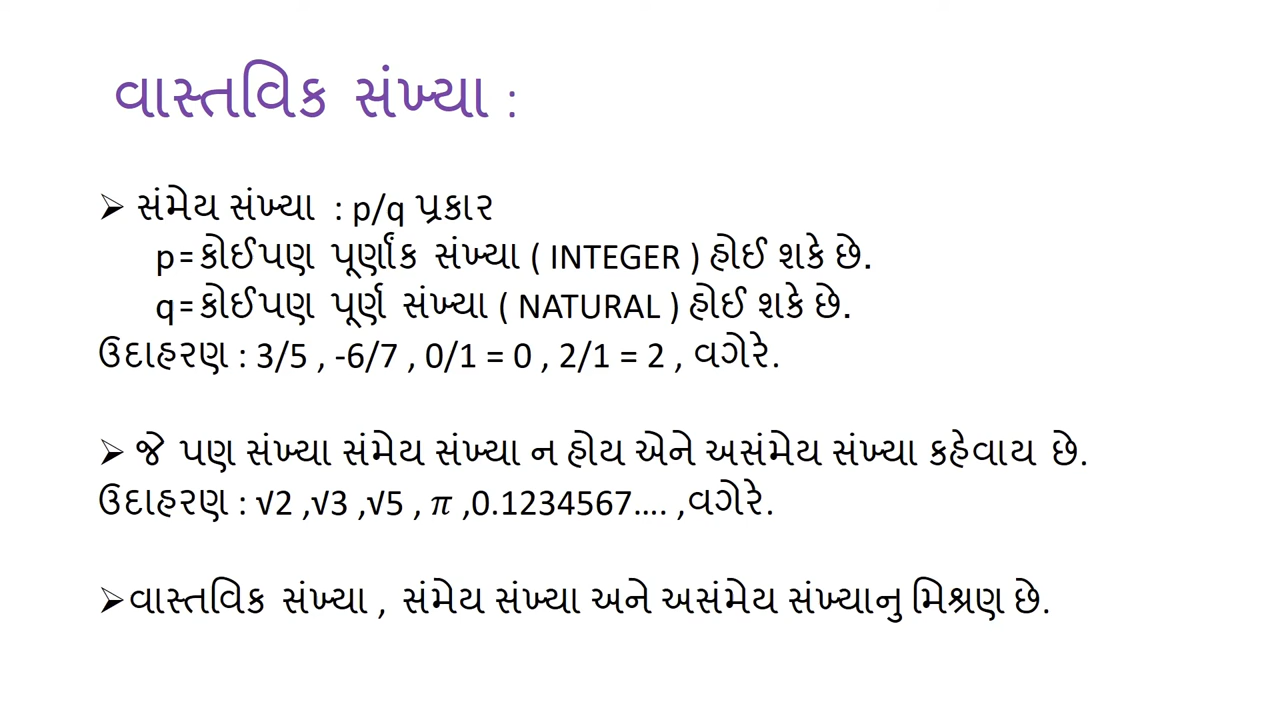 વાસ્તવિક સંખ્યા :
➢ સંમેય સંખ્યા : p/q પ્રકાર
p=કોઈપણ પૂર્ણાંક સંખ્યા ( INTEGER ) હોઈ શકે છે.
q=કોઈપણ પૂર્ણ સંખ્યા ( NATURAL ) હોઈ શકે છે.
ઉદાહરણ : 3/5 , -6/7 , 0/1 = 0 , 2/1 = 2 , વગેરે.
➢ જે પણ સંખ્યા સંમેય સંખ્યા ન હોય એને અસંમેય સંખ્યા કહેવાય છે.
ઉદાહરણ : √2 ,√3 ,√5 , 𝜋 ,0.1234567.... ,વગેરે.
➢વાસ્તવિક સંખ્યા , સંમેય સંખ્યા અને અસંમેય સંખ્યાનુ મિશ્રણ છે.